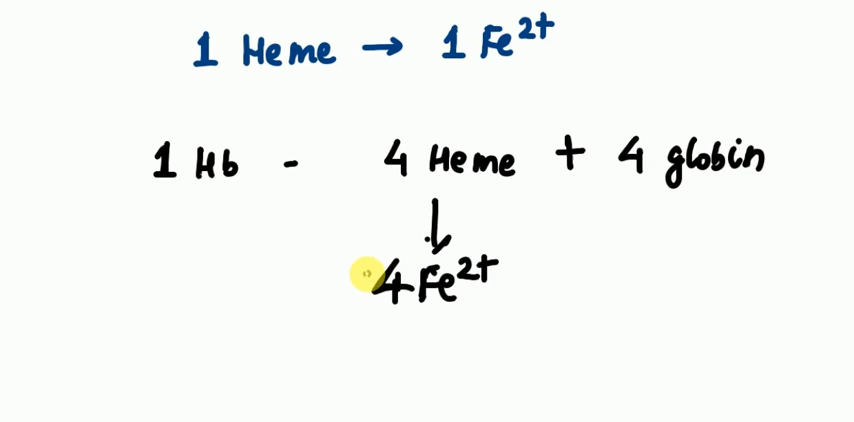 1 Heme → 1 Fe²⁺
1 Hb - 4 Heme + 4 globin
↓
4 Fe²⁺